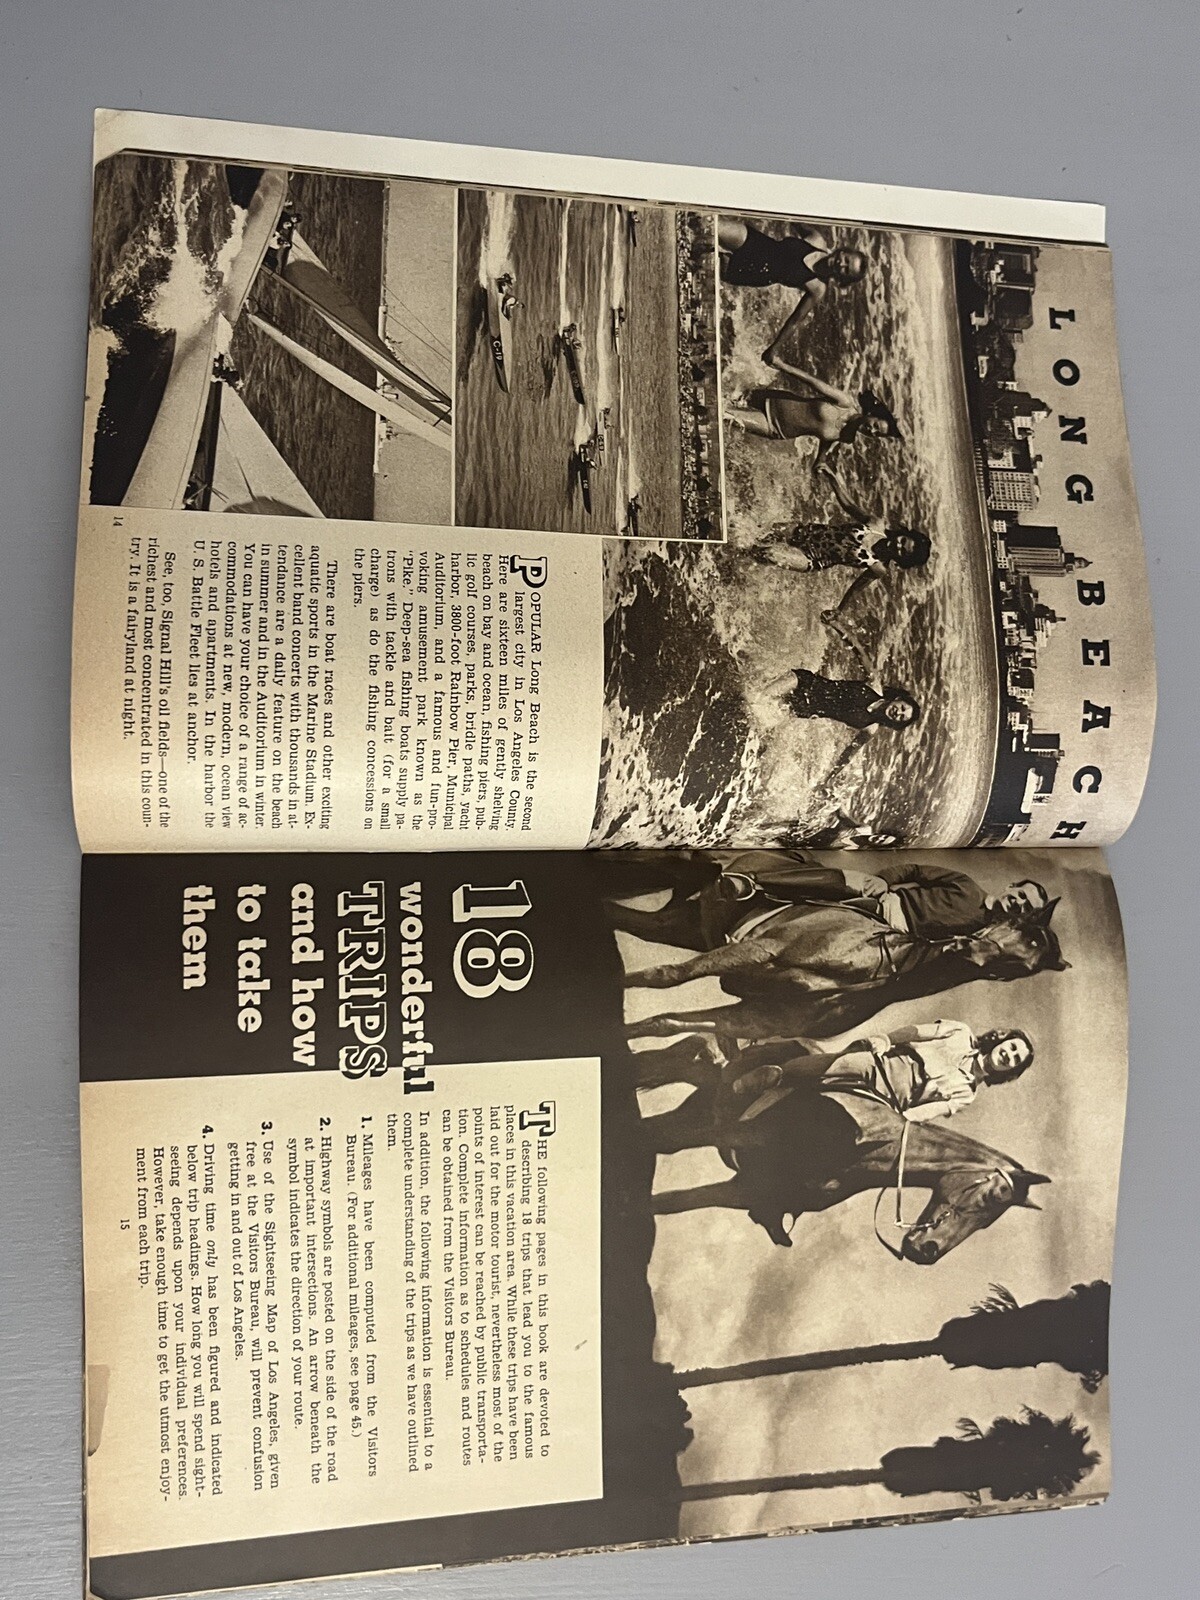 LONG BEACH
C-19
POPULAR Long Beach is the second
largest city in Los Angeles County.
Here are sixteen miles of gently shelving
beach on bay and ocean, fishing piers, pub-
lic golf courses, parks, bridle paths, yacht
harbor, 3800-foot Rainbow Pier, Municipal
Auditorium, and a famous and fun-pro-
voking amusement park known as the
"Pike." Deep-sea fishing boats supply pa-
trons with tackle and bait (for a small
charge) as do the fishing concessions on
the piers.
There are boat races and other exciting
aquatic sports in the Marine Stadium. Ex-
cellent band concerts with thousands in at-
tendance are a daily feature on the beach
in summer and in the Auditorium in winter.
You can have your choice of a range of ac-
commodations at new, modern, ocean view
hotels and apartments. In the harbor the
U. S. Battle Fleet lies at anchor.
See, too, Signal Hill's oil fields—one of the
richest and most concentrated in this coun-
try. It is a fairyland at night.
14
18
wonderful
TRIPS
and how
to take
them
THE following pages in this book are devoted to
describing 18 trips that lead you to the famous
places in this vacation area. While these trips have been
laid out for the motor tourist, nevertheless most of the
points of interest can be reached by public transporta-
tion. Complete information as to schedules and routes
can be obtained from the Visitors Bureau.
In addition, the following information is essential to a
complete understanding of the trips as we have outlined
them.
1. Mileages have been computed from the Visitors
Bureau. (For additional mileages, see page 45.)
2. Highway symbols are posted on the side of the road
at important intersections. An arrow beneath the
symbol indicates the direction of your route.
3. Use of the Sightseeing Map of Los Angeles, given
free at the Visitors Bureau, will prevent confusion
getting in and out of Los Angeles.
4. Driving time only has been figured and indicated
below trip headings. How long you will spend sight-
seeing depends upon your individual preferences.
However, take enough time to get the utmost enjoy-
ment from each trip.
15